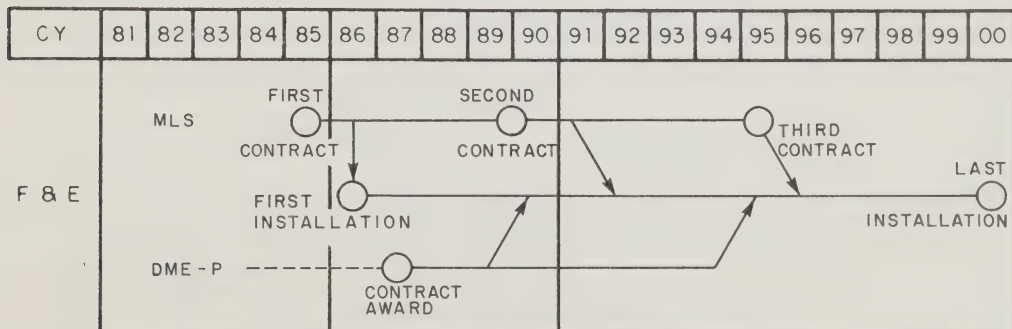 CY 81 82 83 84 85 86 87 88 89 90 91 92 93 94 95 96 97 98 99 00
FIRST
SECOND
MLS
CONTRACT
CONTRACT
THIRD
CONTRACT
LAST
F & E
FIRST
INSTALLATION
INSTALLATION
DME-P
CONTRACT
AWARD